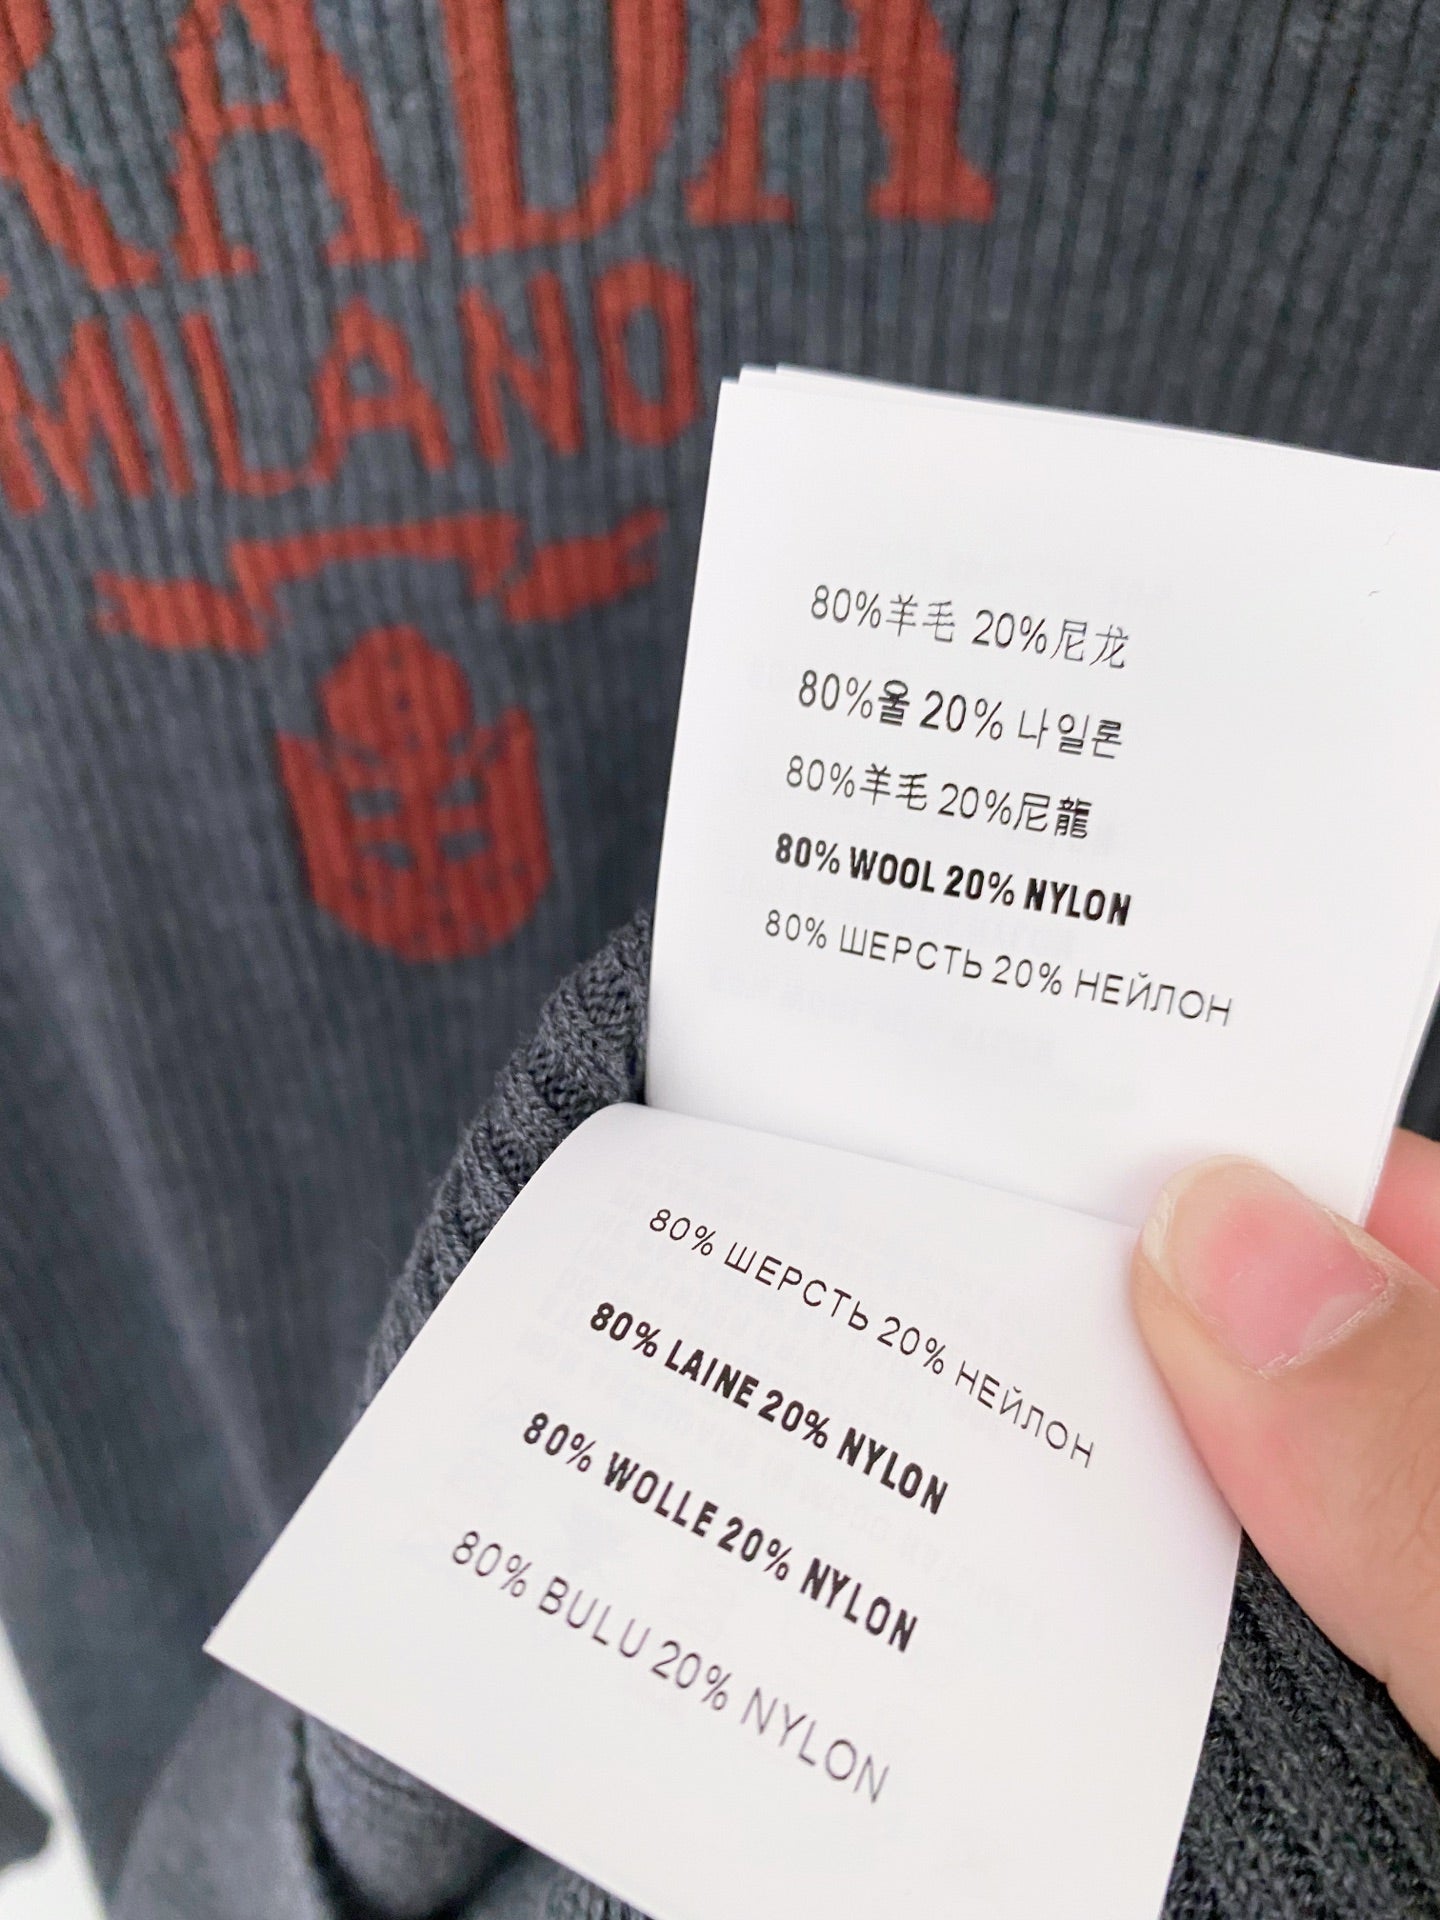 RADA
MILANO
80%羊毛 20%尼龙
80%울 20% 나일론
80%羊毛 20%尼龍
80% WOOL 20% NYLON
80% ШЕРСТЬ 20% НЕЙЛОН
80% ШЕРСТЬ 20% НЕЙЛОН
80% LAINE 20% NYLON
80% WOLLE 20% NYLON
80% BULU 20% NYLON